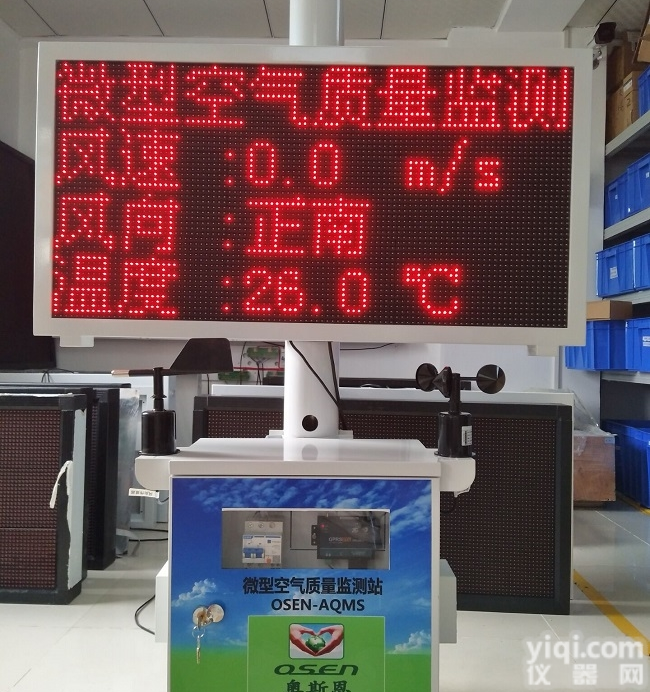 微型空气质量监测
风速 :0.0 m/s
风向 :正南
温度 :26.0 ℃
微型空气质量监测站
OSEN-AQMS
OSEN
奥斯恩
yiqi.com
仪器网